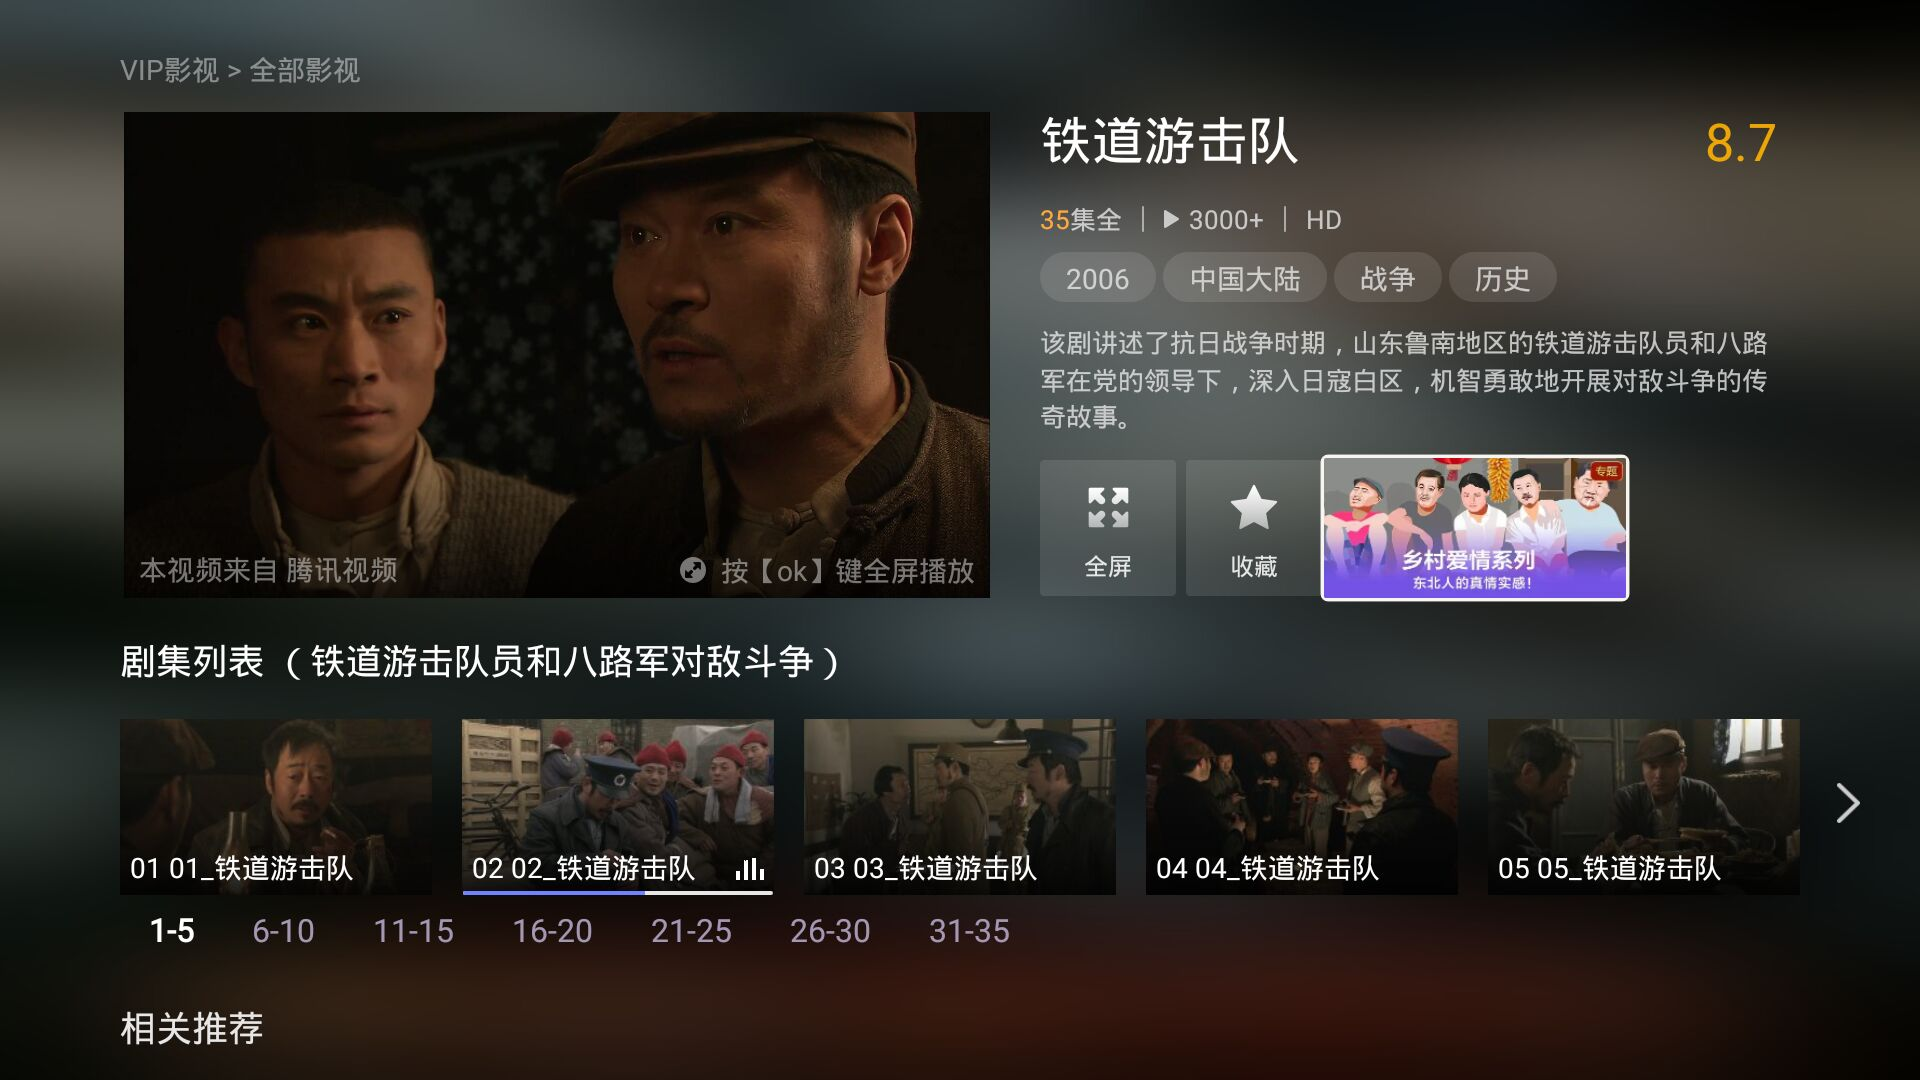 VIP影视 > 全部影视
本视频来自 腾讯视频
按【ok】键全屏播放
铁道游击队
8.7
35集全 | 3000+ | HD
2006 中国大陆 战争 历史
该剧讲述了抗日战争时期，山东鲁南地区的铁道游击队员和八路
军在党的领导下，深入日寇白区，机智勇敢地开展对敌斗争的传
奇故事。
全屏
收藏
专题
乡村爱情系列
东北人的真情实感！
剧集列表（铁道游击队员和八路军对敌斗争）
01 01_铁道游击队
02 02_铁道游击队
03 03_铁道游击队
04 04_铁道游击队
05 05_铁道游击队
1-5 6-10 11-15 16-20 21-25 26-30 31-35
相关推荐